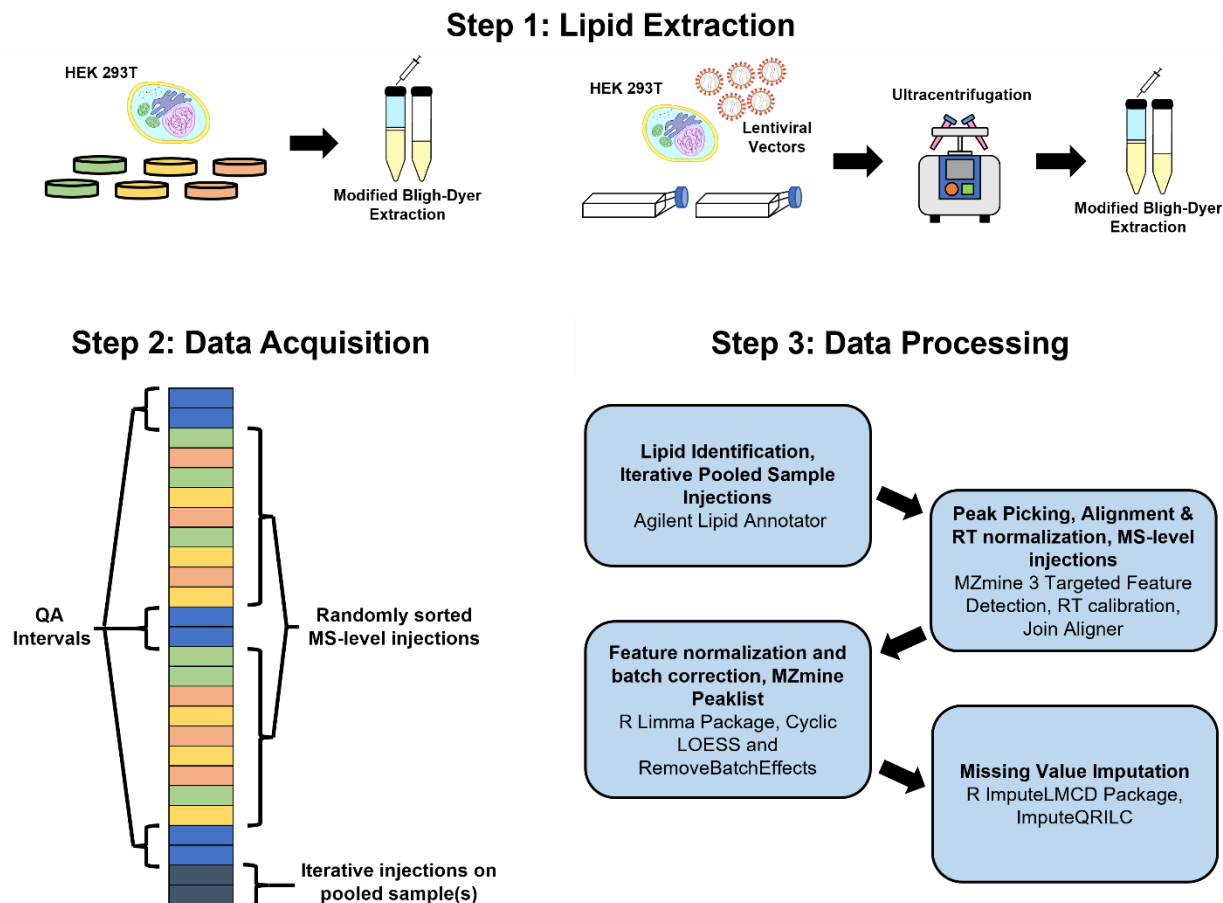 Step 1: Lipid Extraction
HEK 293T
Modified Bligh-Dyer
Extraction
HEK 293T
Lentiviral
Vectors
Ultracentrifugation
Modified Bligh-Dyer
Extraction
Step 2: Data Acquisition
QA
Intervals
Randomly sorted
MS-level injections
Iterative injections on
pooled sample(s)
Step 3: Data Processing
Lipid Identification,
Iterative Pooled Sample
Injections
Agilent Lipid Annotator
Peak Picking, Alignment &
RT normalization, MS-level
injections
MZmine 3 Targeted Feature
Detection, RT calibration,
Join Aligner
Feature normalization and
batch correction, MZmine
Peaklist
R Limma Package, Cyclic
LOESS and
RemoveBatchEffects
Missing Value Imputation
R ImputeLMCD Package,
ImputeQRILC